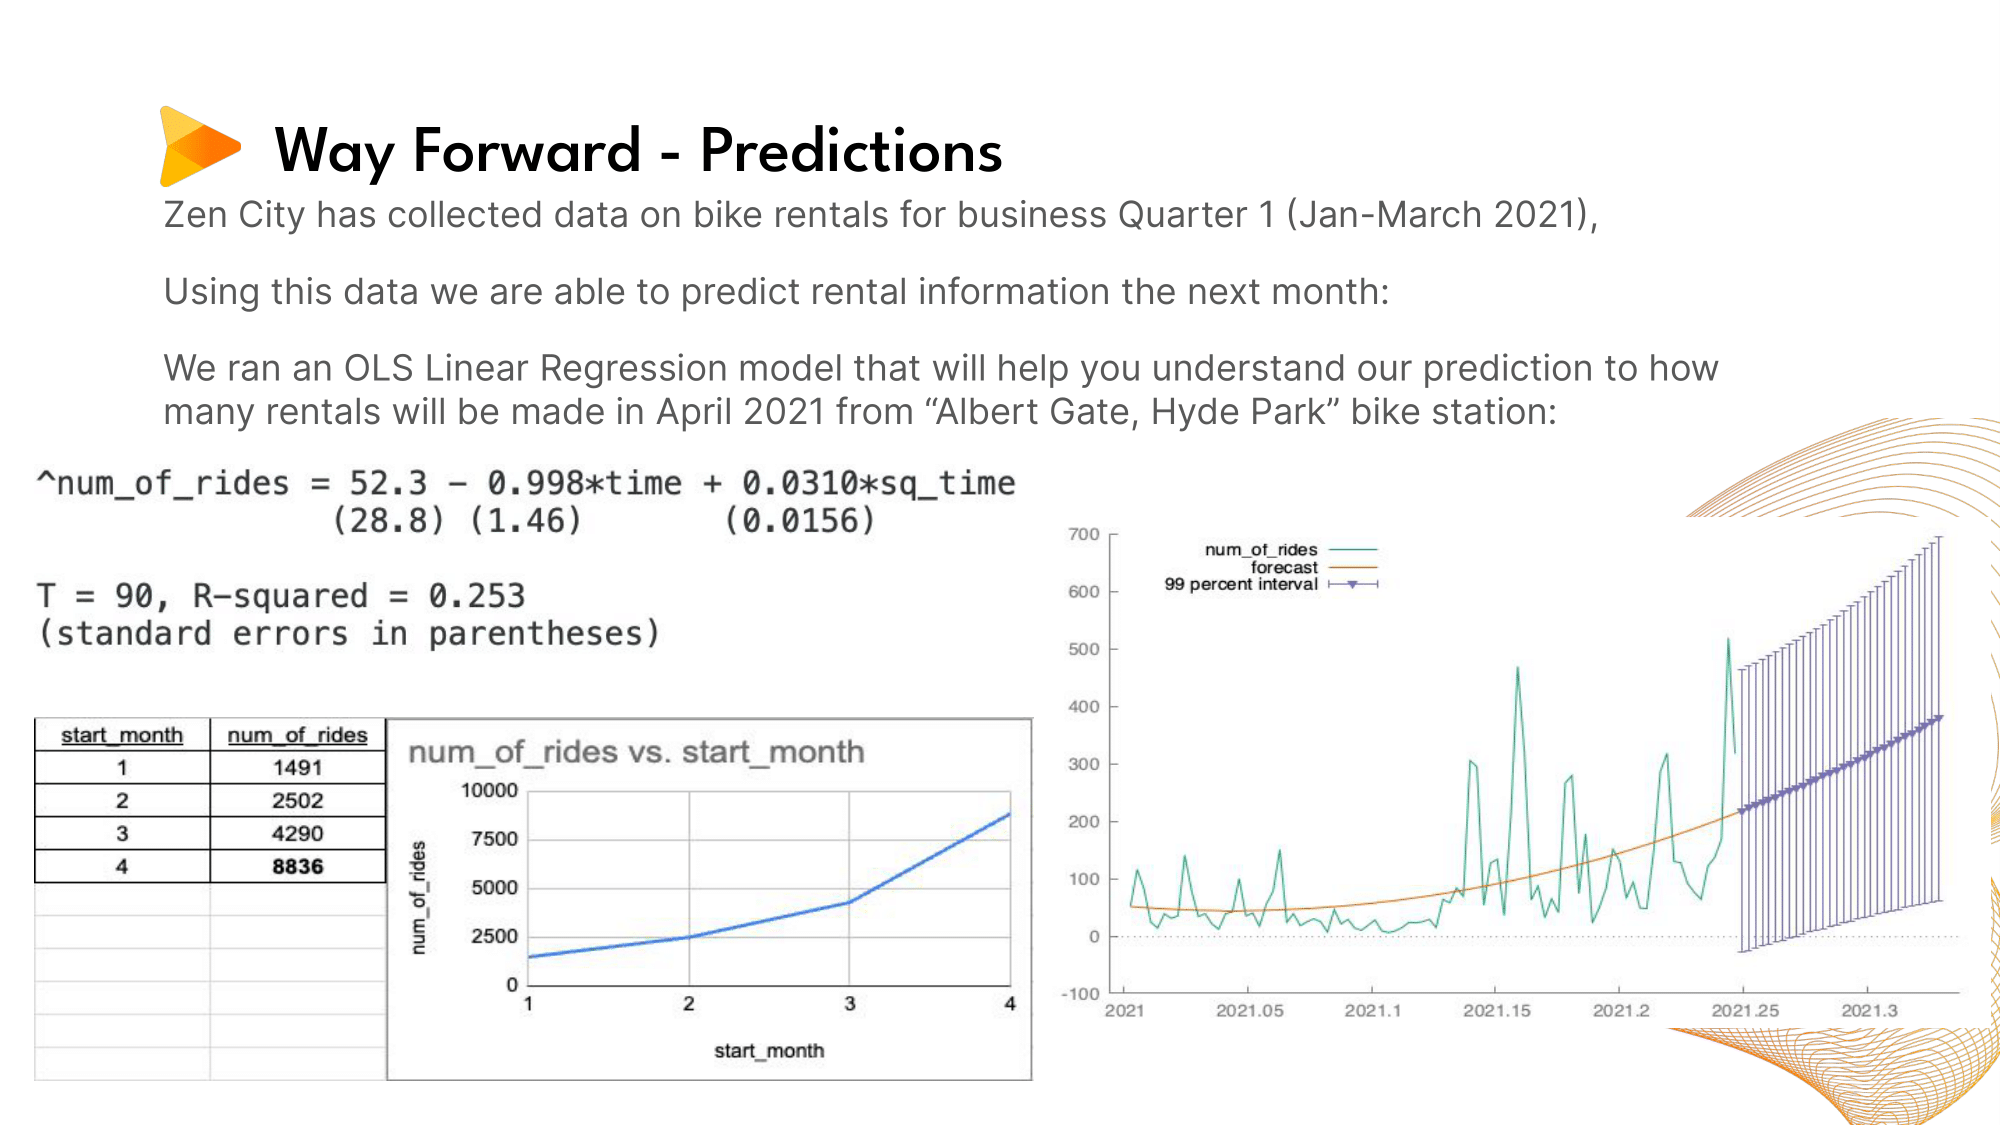 Way Forward - Predictions
Zen City has collected data on bike rentals for business Quarter 1 (Jan-March 2021),
Using this data we are able to predict rental information the next month:
We ran an OLS Linear Regression model that will help you understand our prediction to how
many rentals will be made in April 2021 from “Albert Gate, Hyde Park” bike station:
^num_of_rides = 52.3 - 0.998*time + 0.0310*sq_time
(28.8) (1.46) (0.0156)
T = 90, R-squared = 0.253
(standard errors in parentheses)
start_month num_of_rides
1 1491
2 2502
3 4290
4 8836
num_of_rides vs. start_month
num_of_rides
10000
7500
5000
2500
0
1 2 3 4
start_month
num_of_rides
forecast
99 percent interval
700
600
500
400
300
200
100
0
-100
2021 2021.05 2021.1 2021.15 2021.2 2021.25 2021.3